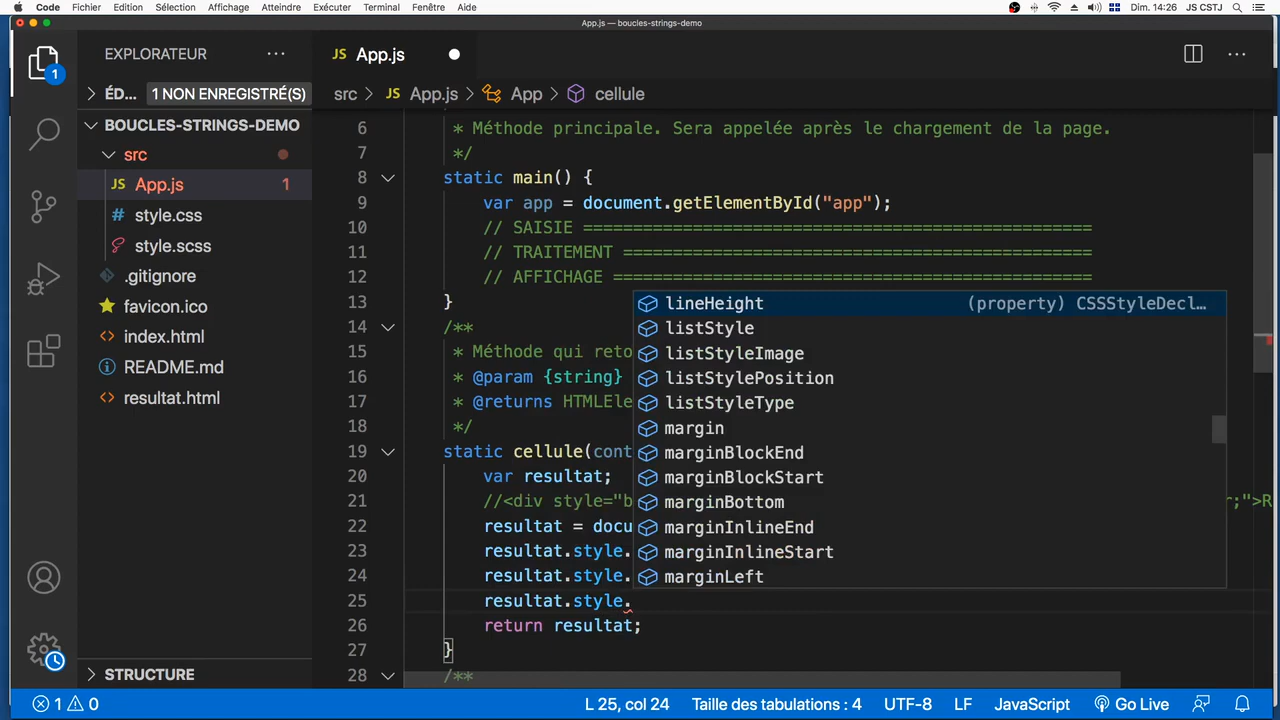 Code Fichier Edition Sélection Affichage Atteindre Exécuter Terminal Fenêtre Aide Dim. 14:26 JS CSTJ
App.js — boucles-strings-demo
EXPLORATEUR ···
JS App.js
ÉD... 1 NON ENREGISTRÉ(S)
src > JS App.js > App > cellule
BOUCLES-STRINGS-DEMO
src
JS App.js 1
# style.css
style.scss
.gitignore
favicon.ico
index.html
README.md
resultat.html
STRUCTURE
1
6 * Méthode principale. Sera appelée après le chargement de la page.
7 */
8 static main() {
9 var app = document.getElementById("app");
10 // SAISIE ===================================================
11 // TRAITEMENT ===============================================
12 // AFFICHAGE ================================================
13 }
14 /**
15 * Méthode qui reto
16 * @param {string}
17 * @returns HTMLEle
18 */
19 static cellule(cont
20 var resultat;
21 //<div style="b r;">R
22 resultat = docu
23 resultat.style.
24 resultat.style.
25 resultat.style.
26 return resultat;
27 }
28 /**
lineHeight (property) CSSStyleDecl…
listStyle
listStyleImage
listStylePosition
listStyleType
margin
marginBlockEnd
marginBlockStart
marginBottom
marginInlineEnd
marginInlineStart
marginLeft
1 0 L 25, col 24 Taille des tabulations : 4 UTF-8 LF JavaScript Go Live